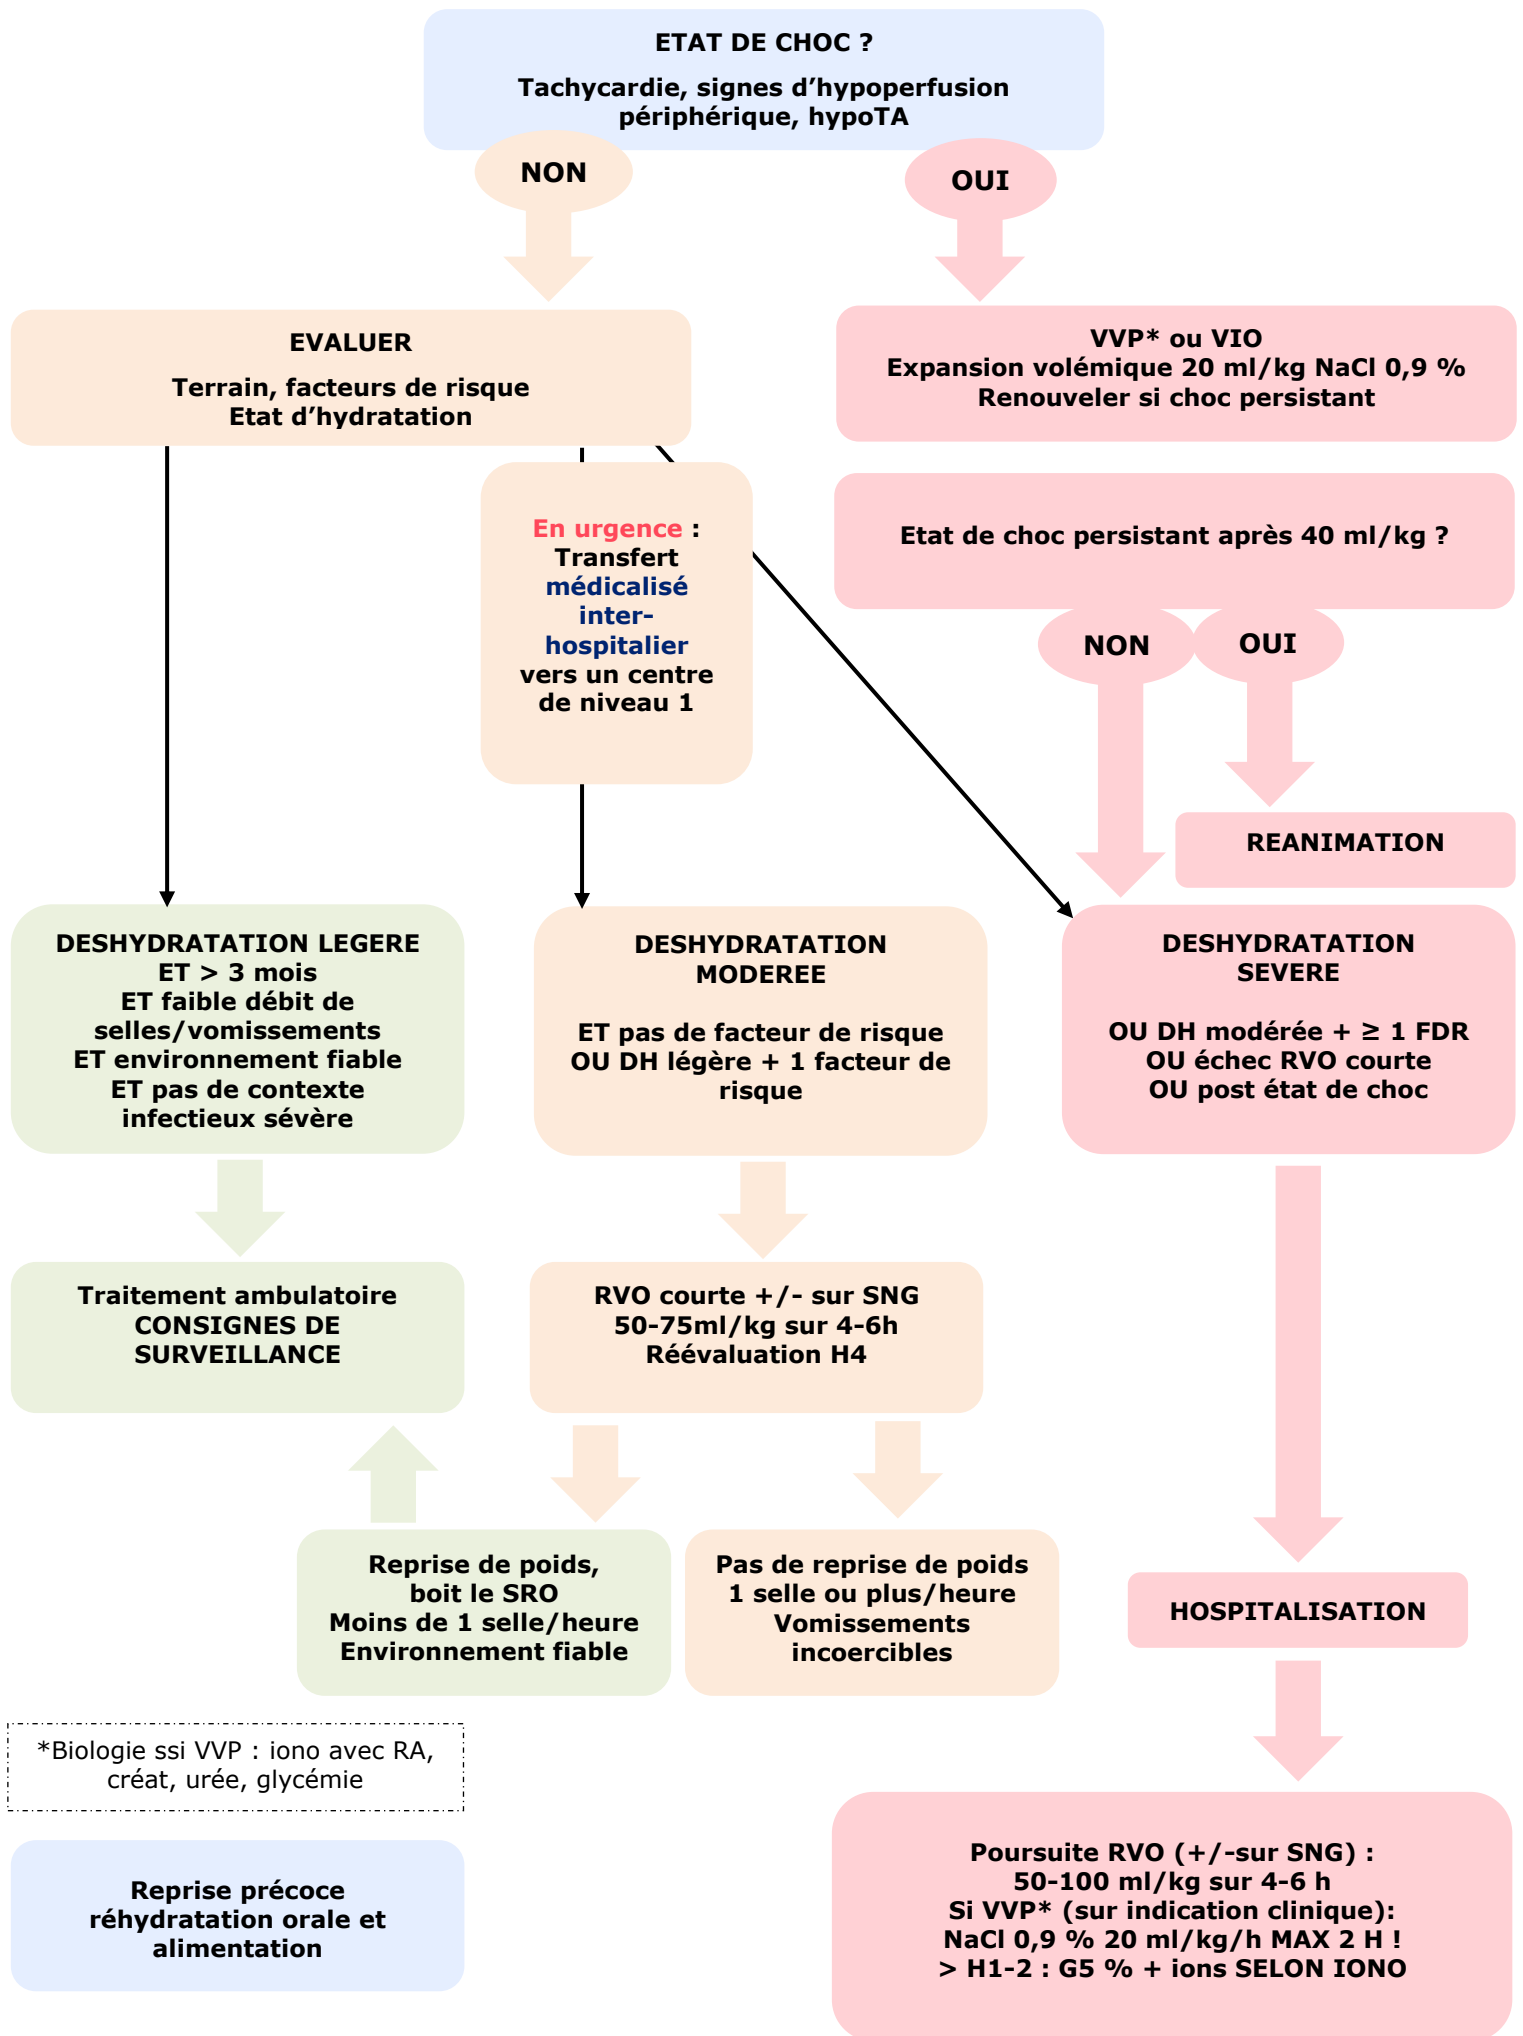 ETAT DE CHOC ?
Tachycardie, signes d’hypoperfusion
périphérique, hypoTA
NON
OUI
EVALUER
Terrain, facteurs de risque
Etat d’hydratation
VVP* ou VIO
Expansion volémique 20 ml/kg NaCl 0,9 %
Renouveler si choc persistant
En urgence :
Transfert
médicalisé
inter-
hospitalier
vers un centre
de niveau 1
Etat de choc persistant après 40 ml/kg ?
NON
OUI
REANIMATION
DESHYDRATATION LEGERE
ET > 3 mois
ET faible débit de
selles/vomissements
ET environnement fiable
ET pas de contexte
infectieux sévère
DESHYDRATATION
MODEREE
ET pas de facteur de risque
OU DH légère + 1 facteur de
risque
DESHYDRATATION
SEVERE
OU DH modérée + ≥ 1 FDR
OU échec RVO courte
OU post état de choc
Traitement ambulatoire
CONSIGNES DE
SURVEILLANCE
RVO courte +/- sur SNG
50-75ml/kg sur 4-6h
Réévaluation H4
Reprise de poids,
boit le SRO
Moins de 1 selle/heure
Environnement fiable
Pas de reprise de poids
1 selle ou plus/heure
Vomissements
incoercibles
HOSPITALISATION
*Biologie ssi VVP : iono avec RA,
créat, urée, glycémie
Reprise précoce
réhydratation orale et
alimentation
Poursuite RVO (+/-sur SNG) :
50-100 ml/kg sur 4-6 h
Si VVP* (sur indication clinique):
NaCl 0,9 % 20 ml/kg/h MAX 2 H !
> H1-2 : G5 % + ions SELON IONO